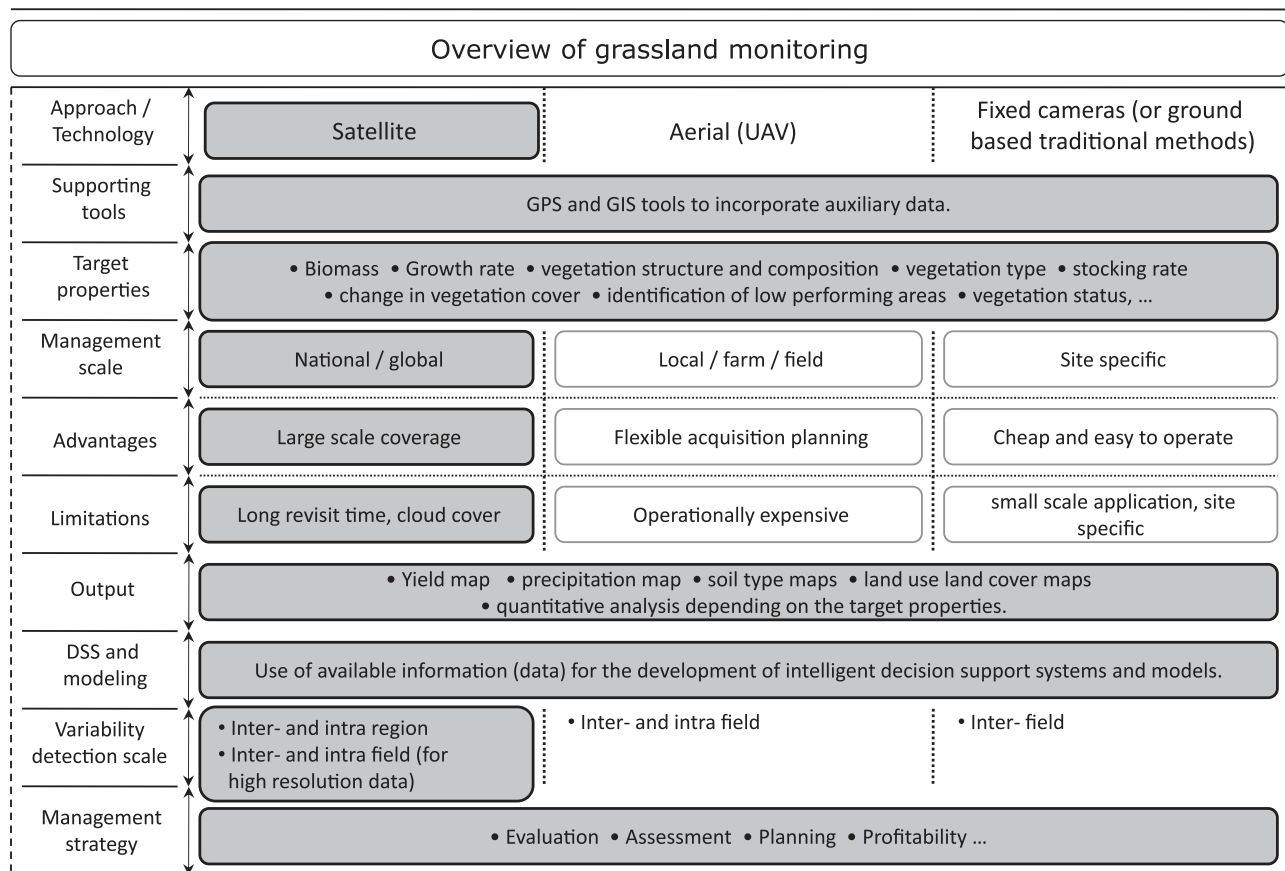 Overview of grassland monitoring
Approach /
Technology
Satellite
Aerial (UAV)
Fixed cameras (or ground
based traditional methods)
Supporting
tools
GPS and GIS tools to incorporate auxiliary data.
Target
properties
• Biomass • Growth rate • vegetation structure and composition • vegetation type • stocking rate
• change in vegetation cover • identification of low performing areas • vegetation status, ...
Management
scale
National / global
Local / farm / field
Site specific
Advantages
Large scale coverage
Flexible acquisition planning
Cheap and easy to operate
Limitations
Long revisit time, cloud cover
Operationally expensive
small scale application, site
specific
Output
• Yield map • precipitation map • soil type maps • land use land cover maps
• quantitative analysis depending on the target properties.
DSS and
modeling
Use of available information (data) for the development of intelligent decision support systems and models.
Variability
detection scale
• Inter- and intra region
• Inter- and intra field (for
high resolution data)
• Inter- and intra field
• Inter- field
Management
strategy
• Evaluation • Assessment • Planning • Profitability ...